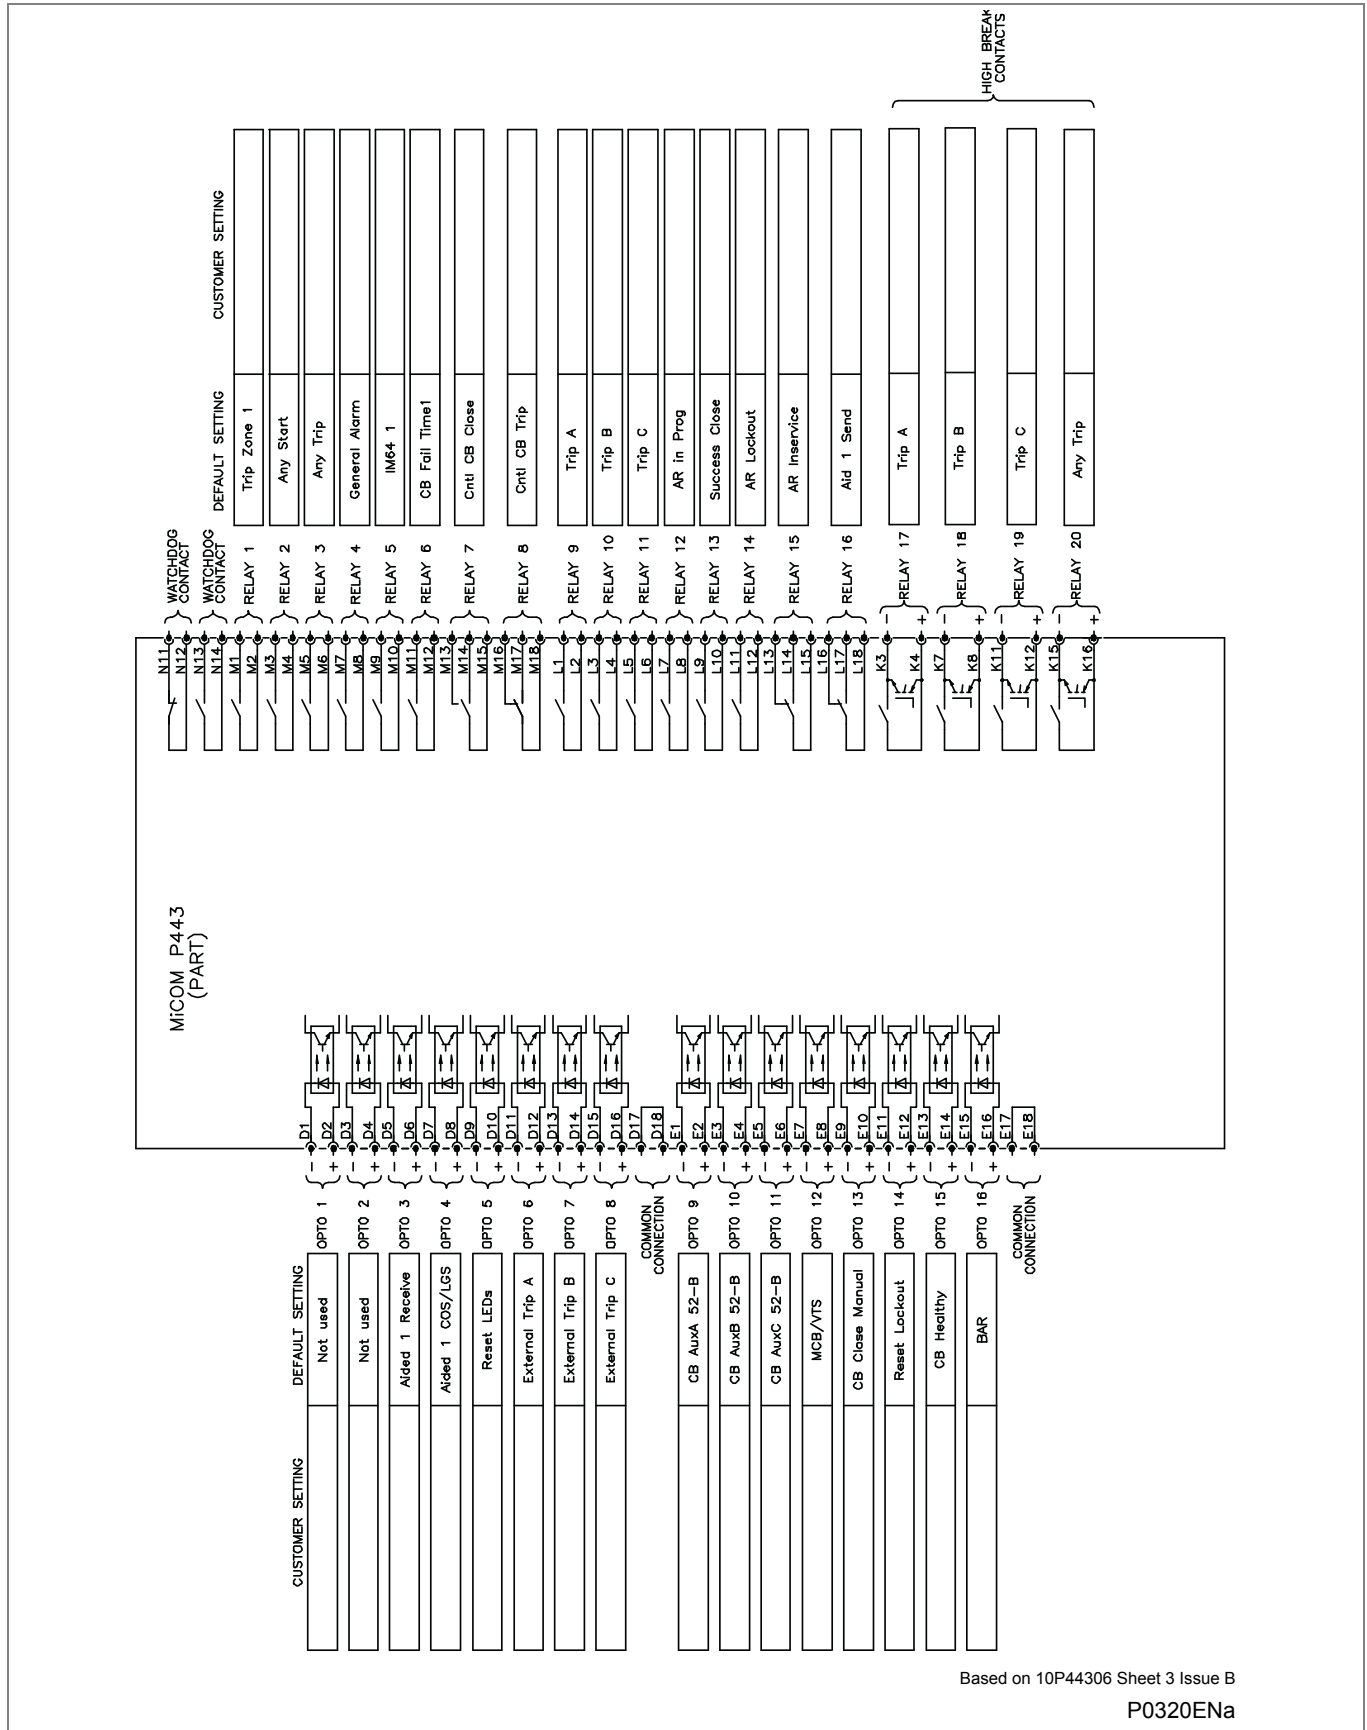 HIGH BREAK
CONTACTS
CUSTOMER SETTING
DEFAULT SETTING
WATCHDOG
CONTACT
N11
N12
WATCHDOG
CONTACT
N13
N14
Trip Zone 1
RELAY 1
M1
M2
Any Start
RELAY 2
M3
M4
Any Trip
RELAY 3
M5
M6
General Alarm
RELAY 4
M7
M8
IM64 1
RELAY 5
M9
M10
CB Fail Time1
RELAY 6
M11
M12
Cntl CB Close
RELAY 7
M13
M14
M15
Cntl CB Trip
RELAY 8
M16
M17
M18
Trip A
RELAY 9
L1
L2
Trip B
RELAY 10
L3
L4
Trip C
RELAY 11
L5
L6
AR in Prog
RELAY 12
L7
L8
Success Close
RELAY 13
L9
L10
AR Lockout
RELAY 14
L11
L12
AR Inservice
RELAY 15
L13
L14
L15
Aid 1 Send
RELAY 16
L16
L17
L18
Trip A
RELAY 17
-
+
K3
K4
Trip B
RELAY 18
-
+
K7
K8
Trip C
RELAY 19
-
+
K11
K12
Any Trip
RELAY 20
-
+
K15
K16
MiCOM P443
(PART)
CUSTOMER SETTING
DEFAULT SETTING
Not used
OPTO 1
-
+
D1
D2
Not used
OPTO 2
-
+
D3
D4
Aided 1 Receive
OPTO 3
-
+
D5
D6
Aided 1 COS/LGS
OPTO 4
-
+
D7
D8
Reset LEDs
OPTO 5
-
+
D9
D10
External Trip A
OPTO 6
-
+
D11
D12
External Trip B
OPTO 7
-
+
D13
D14
External Trip C
OPTO 8
-
+
D15
D16
COMMON
CONNECTION
D17
D18
CB AuxA 52-B
OPTO 9
-
+
E1
E2
CB AuxB 52-B
OPTO 10
-
+
E3
E4
CB AuxC 52-B
OPTO 11
-
+
E5
E6
MCB/VTS
OPTO 12
-
+
E7
E8
CB Close Manual
OPTO 13
-
+
E9
E10
Reset Lockout
OPTO 14
-
+
E11
E12
CB Healthy
OPTO 15
-
+
E13
E14
BAR
OPTO 16
-
+
E15
E16
COMMON
CONNECTION
E17
E18
Based on 10P44306 Sheet 3 Issue B
P0320ENa